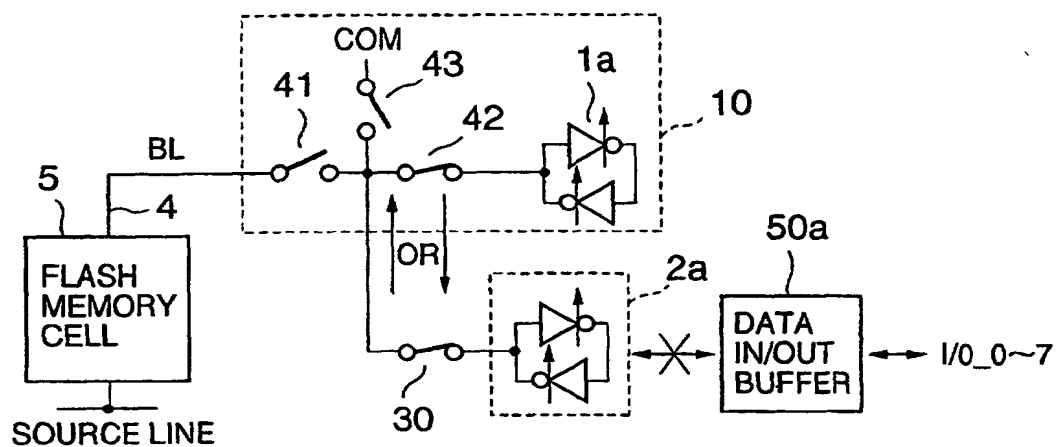 COM
43
1a
41
42
10
BL
5
4
OR
50a
2a
FLASH
MEMORY
CELL
DATA
IN/OUT
BUFFER
I/0_0~7
30
SOURCE LINE